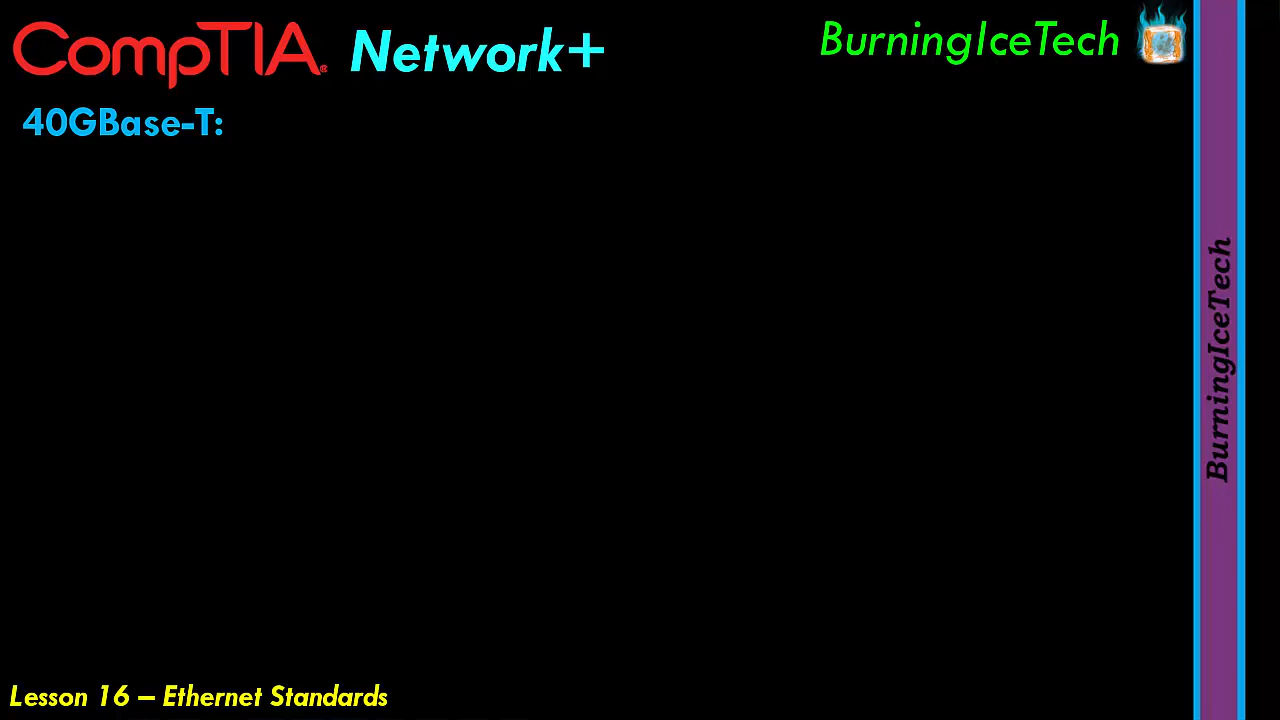 CompTIA® Network+
BurningIceTech
40GBase-T:
BurningIceTech
Lesson 16 – Ethernet Standards